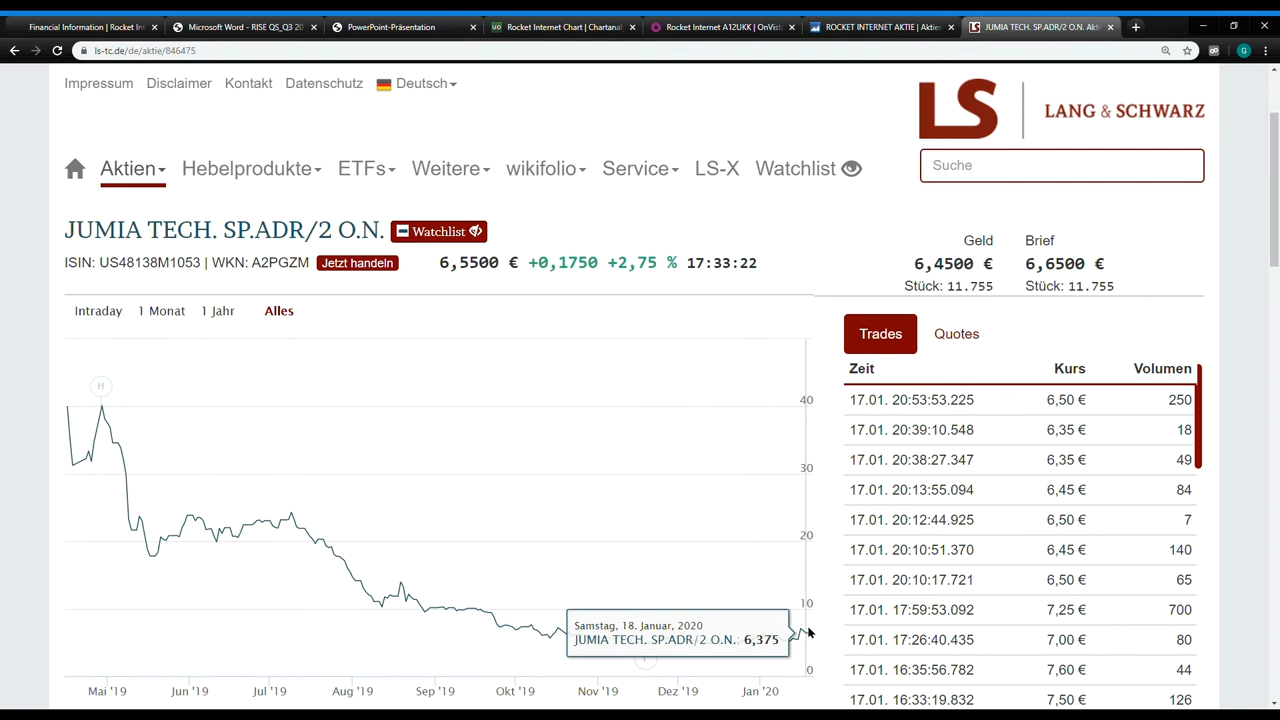 Financial Information | Rocket Int
Microsoft Word - RISE QS_Q3 20
PowerPoint-Präsentation
Rocket Internet Chart | Chartanal
Rocket Internet A12UKK | OnVista
ROCKET INTERNET AKTIE | Aktien
JUMIA TECH. SP.ADR/2 O.N. Akti
ls-tc.de/de/aktie/846475
G
Impressum Disclaimer Kontakt Datenschutz Deutsch
LS LANG & SCHWARZ
Aktien Hebelprodukte ETFs Weitere wikifolio Service LS-X Watchlist
Suche
JUMIA TECH. SP.ADR/2 O.N. Watchlist
ISIN: US48138M1053 | WKN: A2PGZM Jetzt handeln 6,5500 € +0,1750 +2,75 % 17:33:22
Geld Brief
6,4500 € 6,6500 €
Stück: 11.755 Stück: 11.755
Intraday 1 Monat 1 Jahr Alles
H
40
30
20
10
0
Samstag, 18. Januar, 2020
JUMIA TECH. SP.ADR/2 O.N.: 6,375
Mai '19 Jun '19 Jul '19 Aug '19 Sep '19 Okt '19 Nov '19 Dez '19 Jan '20
Trades Quotes
Zeit Kurs Volumen
17.01. 20:53:53.225 6,50 € 250
17.01. 20:39:10.548 6,35 € 18
17.01. 20:38:27.347 6,35 € 49
17.01. 20:13:55.094 6,45 € 84
17.01. 20:12:44.925 6,50 € 7
17.01. 20:10:51.370 6,45 € 140
17.01. 20:10:17.721 6,50 € 65
17.01. 17:59:53.092 7,25 € 700
17.01. 17:26:40.435 7,00 € 80
17.01. 16:35:56.782 7,60 € 44
17.01. 16:33:19.832 7,50 € 126